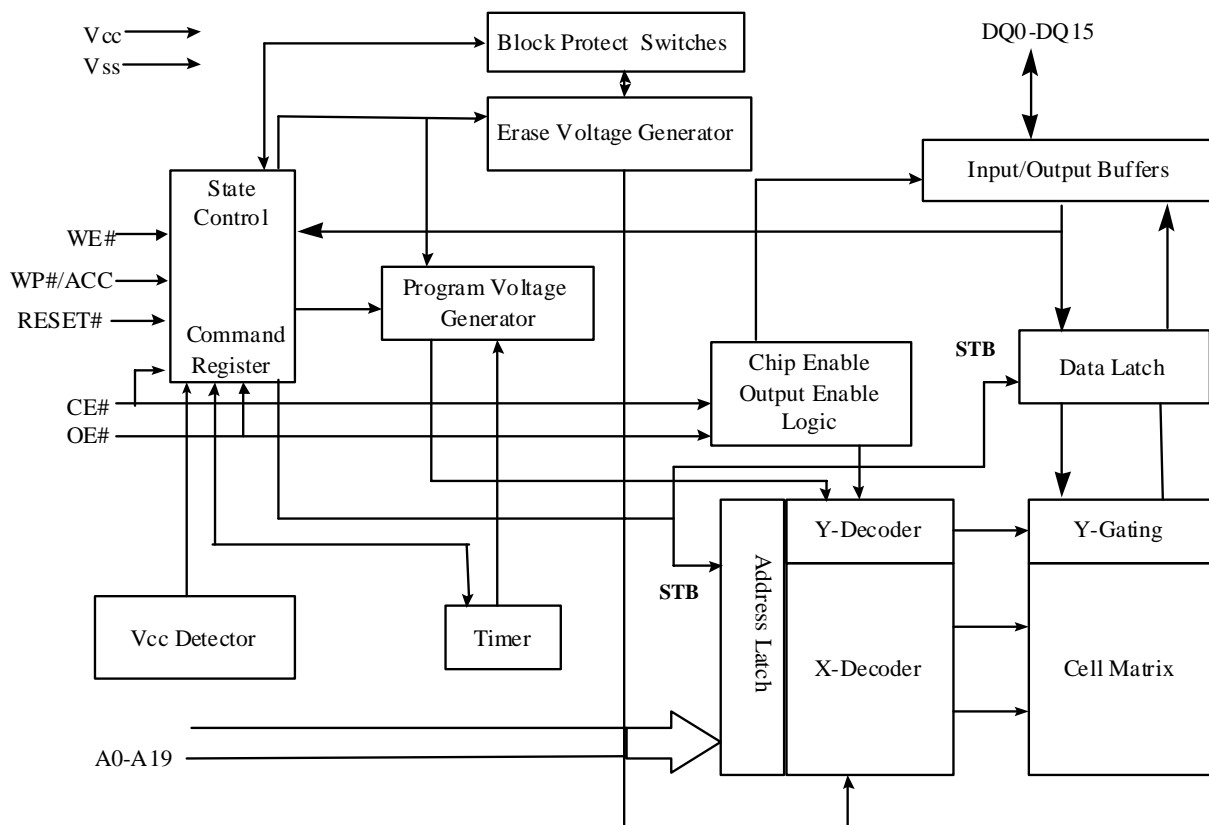 Vcc
Vss
Block Protect Switches
DQ0-DQ15
Erase Voltage Generator
Input/Output Buffers
State
Control
WE#
WP#/ACC
RESET#
Command
Register
Program Voltage
Generator
CE#
OE#
Chip Enable
Output Enable
Logic
STB
Data Latch
Y-Decoder
Y-Gating
STB
Address Latch
Vcc Detector
Timer
X-Decoder
Cell Matrix
A0-A19